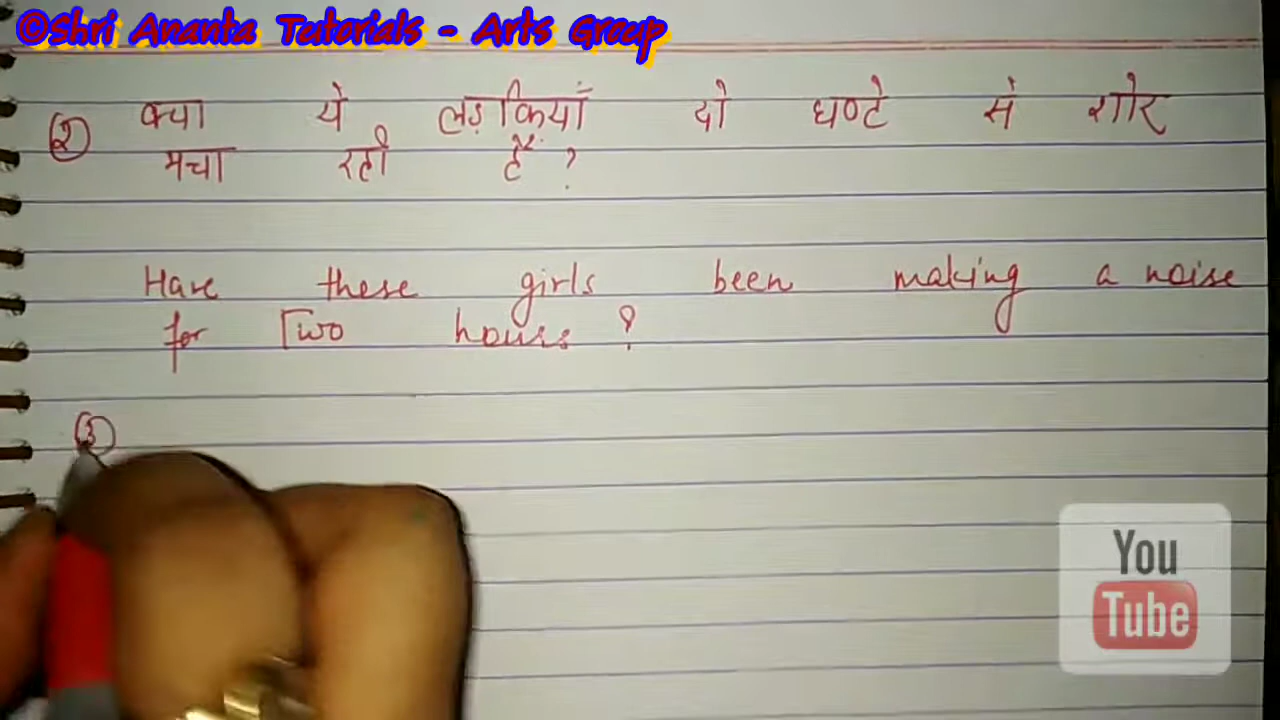 ©Shri Ananta Tutorials - Arts Group
(२) क्या ये लड़कियाँ दो घण्टे से शोर
मचा रही हैं ?
Have these girls been making a noise
for Two hours ?
(3)
You
Tube